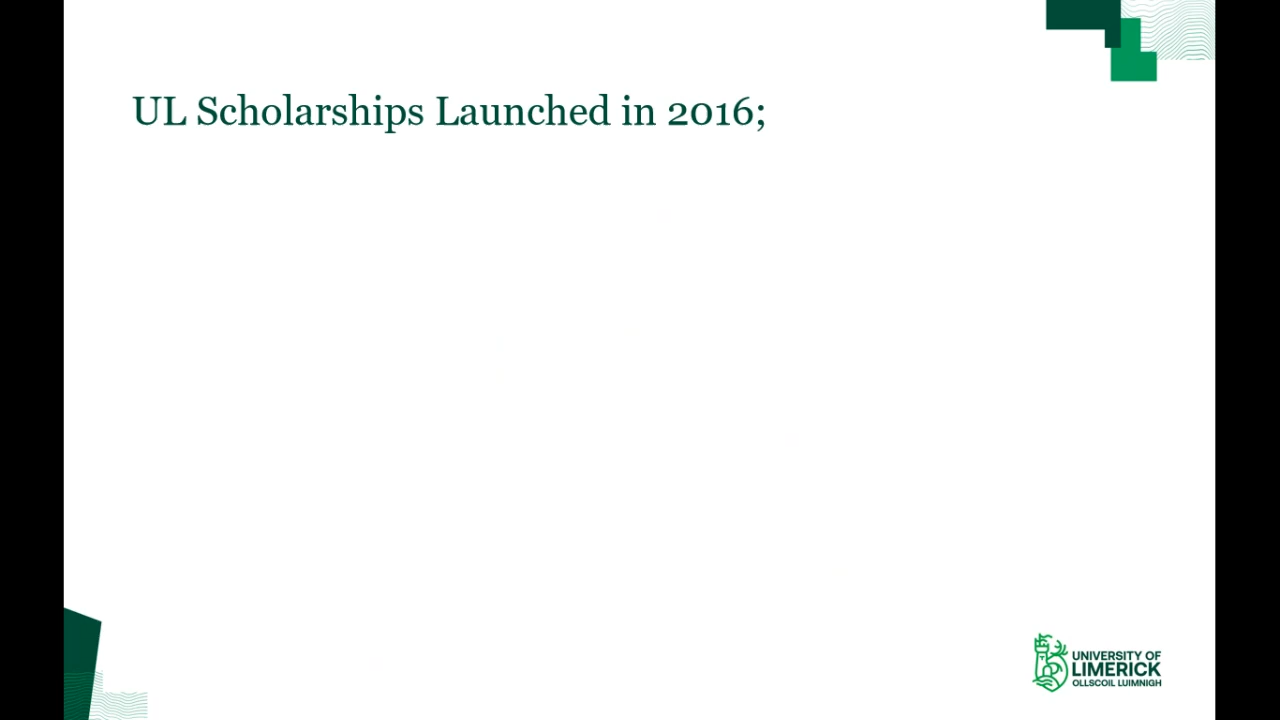 UL Scholarships Launched in 2016;
UNIVERSITY OF
LIMERICK
OLLSCOIL LUIMNIGH